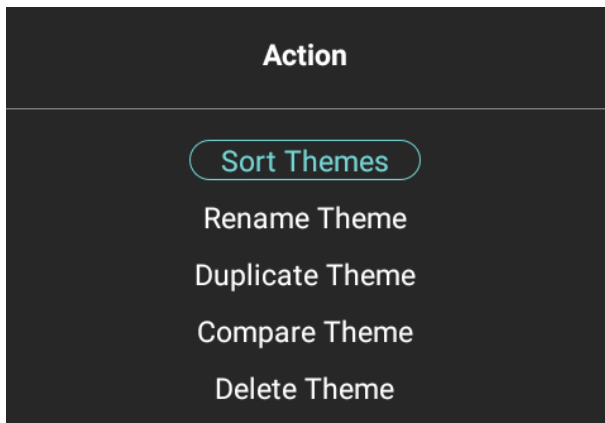 Action
Sort Themes
Rename Theme
Duplicate Theme
Compare Theme
Delete Theme